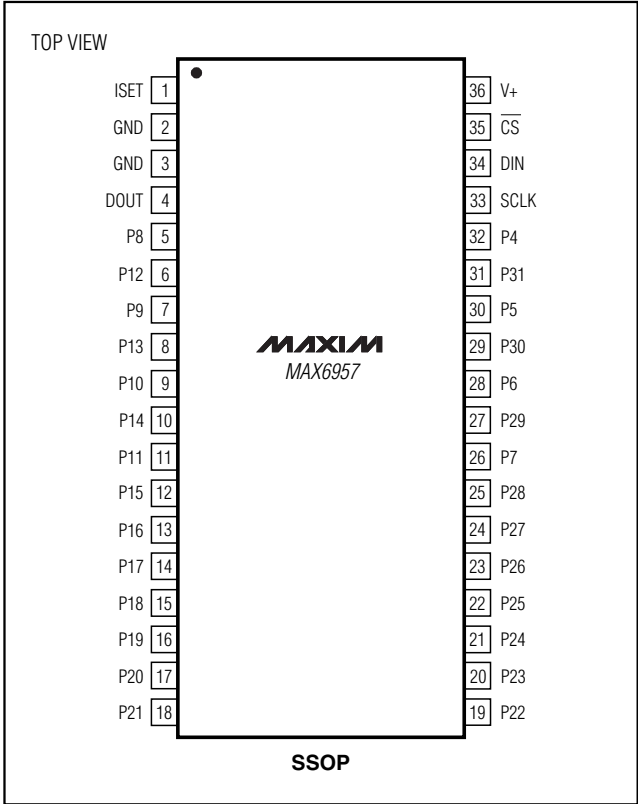 TOP VIEW
ISET 1
GND 2
GND 3
DOUT 4
P8 5
P12 6
P9 7
P13 8
P10 9
P14 10
P11 11
P15 12
P16 13
P17 14
P18 15
P19 16
P20 17
P21 18
MAXIM
MAX6957
36 V+
35 C̅S̅
34 DIN
33 SCLK
32 P4
31 P31
30 P5
29 P30
28 P6
27 P29
26 P7
25 P28
24 P27
23 P26
22 P25
21 P24
20 P23
19 P22
SSOP